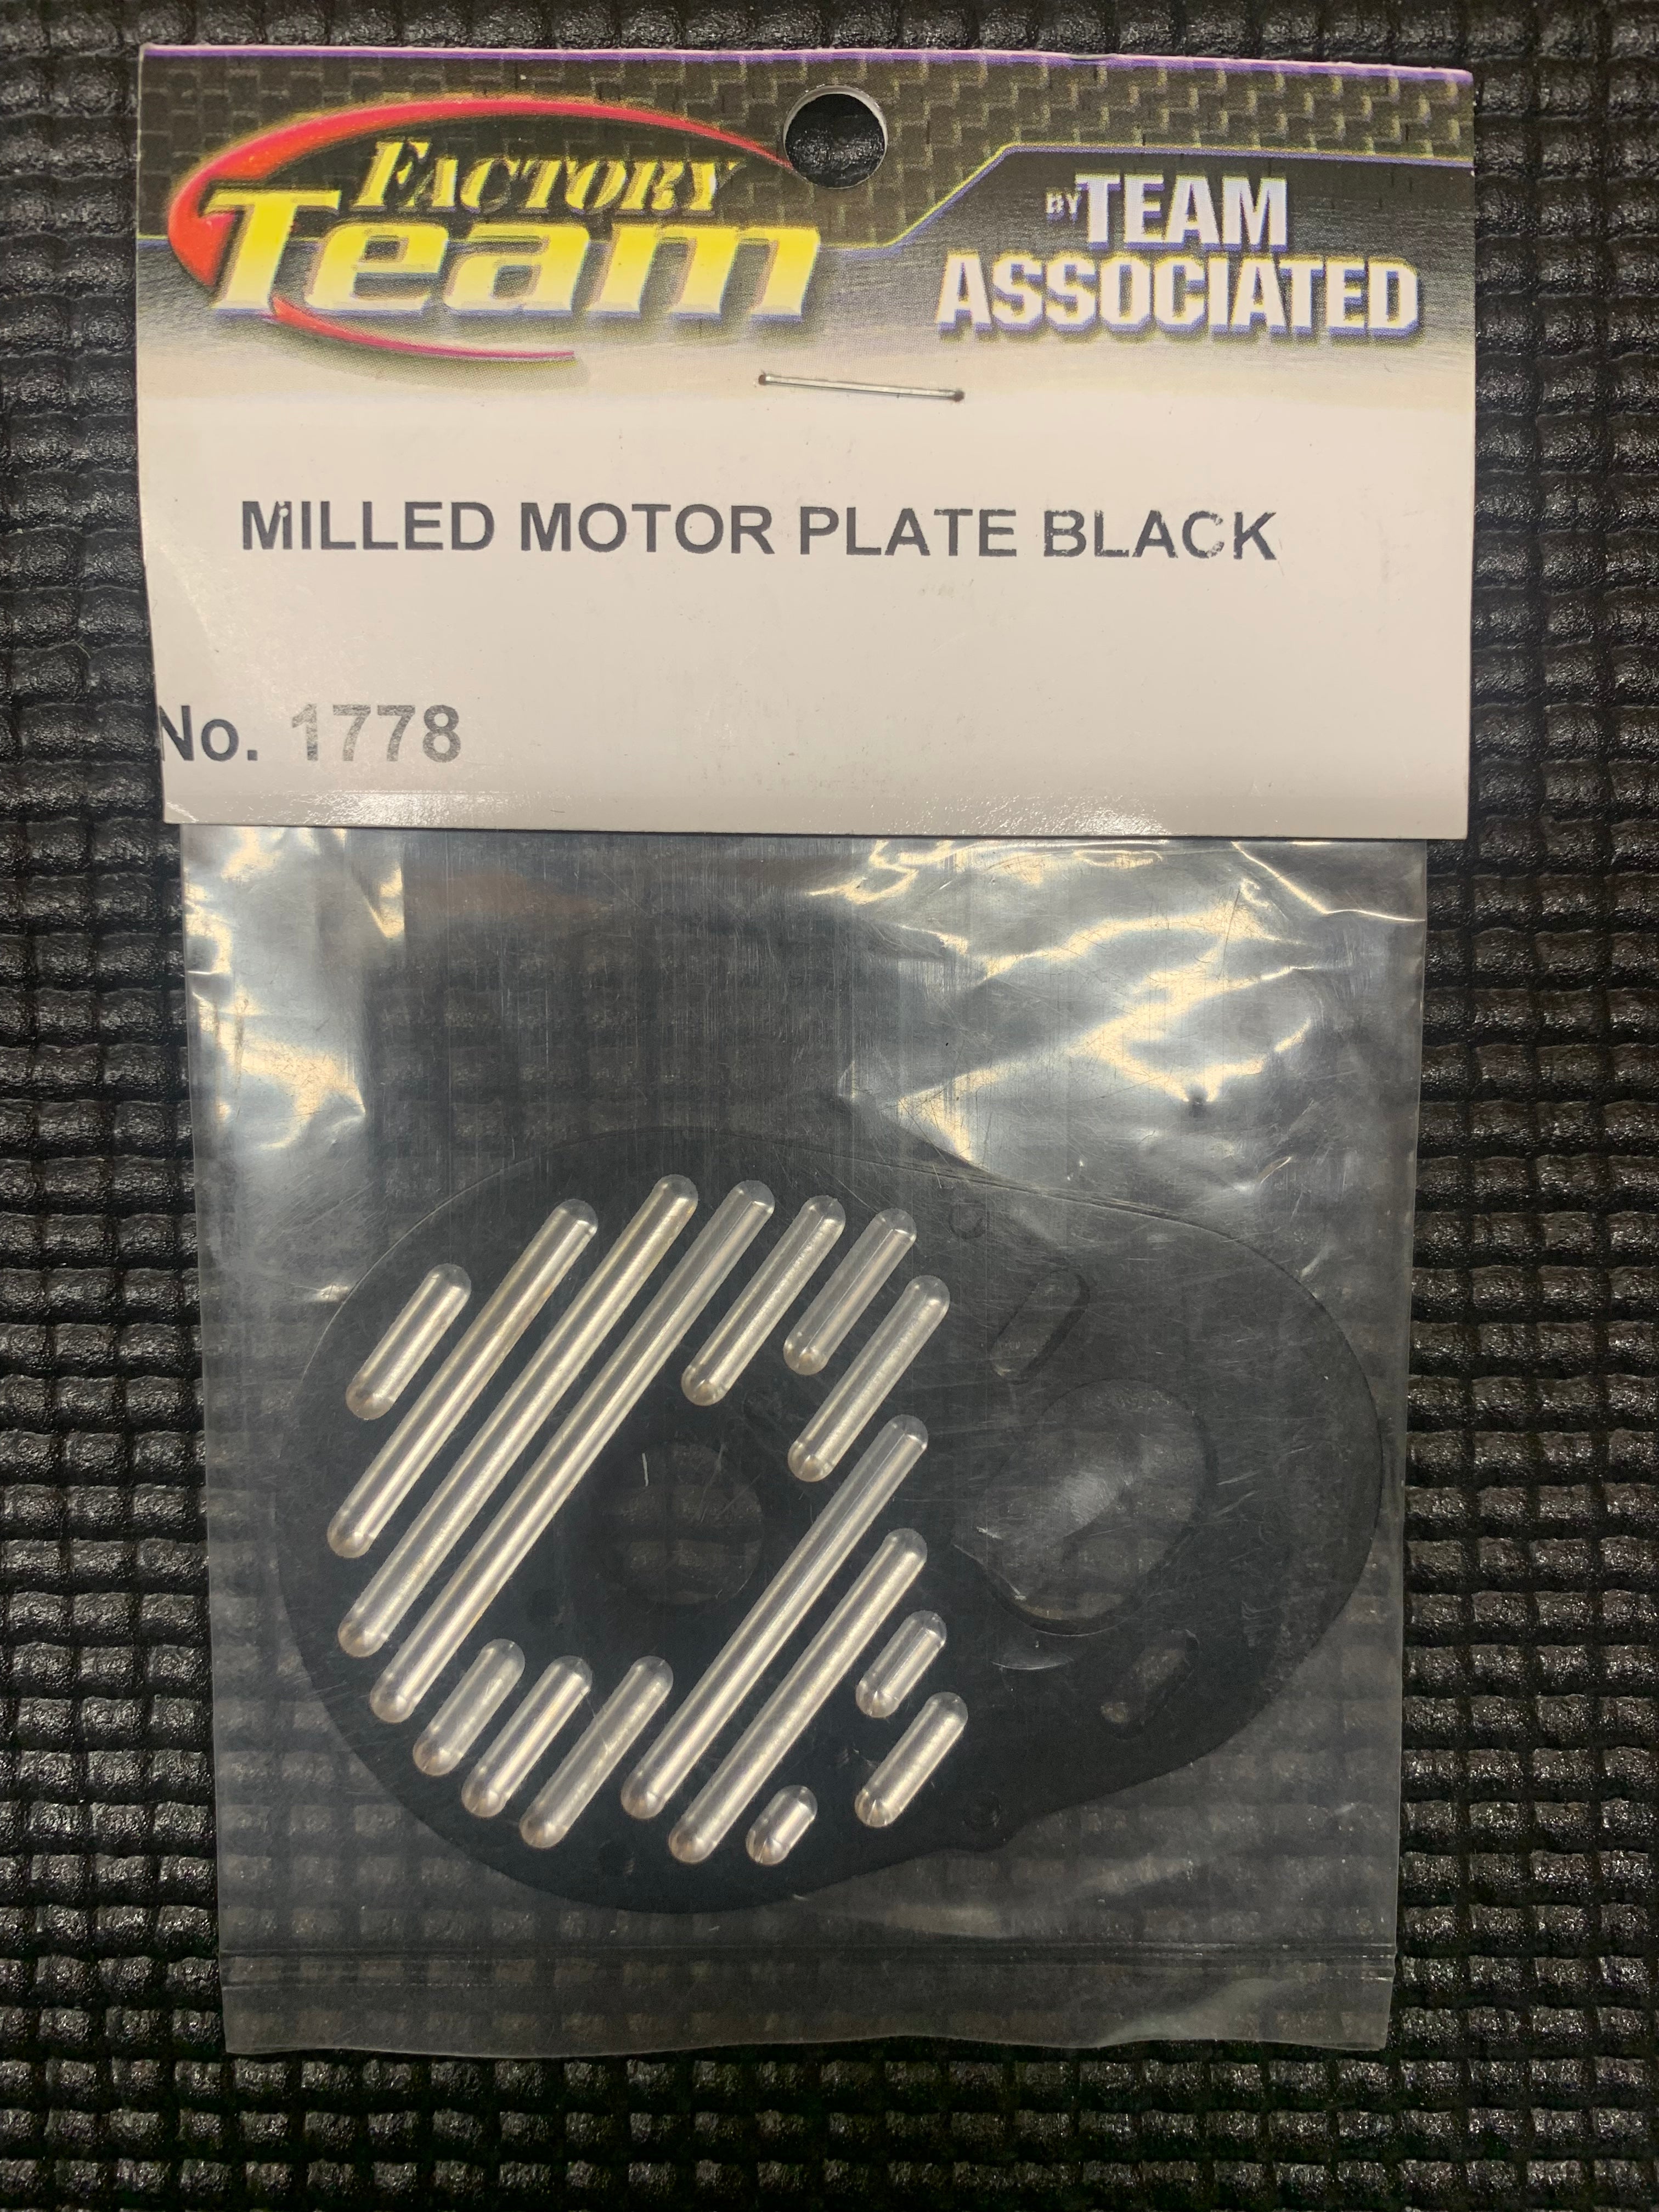 FACTORY
Team
BY TEAM
ASSOCIATED
MILLED MOTOR PLATE BLACK
No. 1778